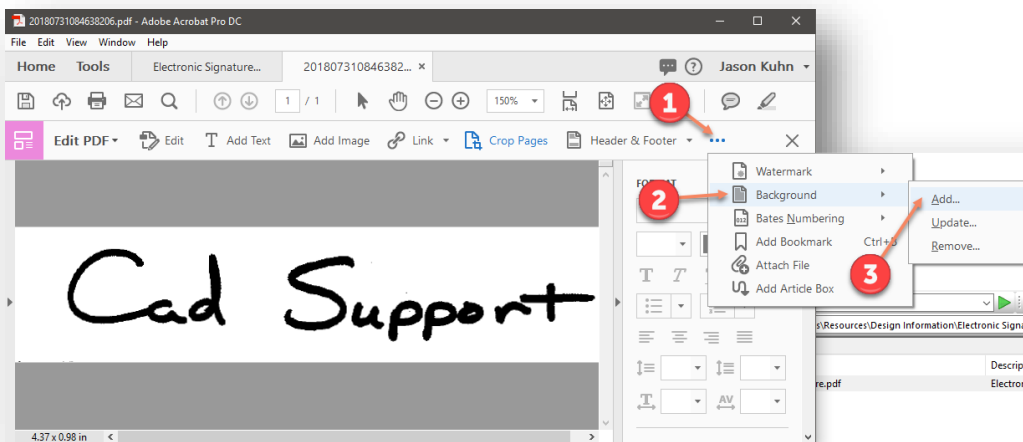 20180731084638206.pdf - Adobe Acrobat Pro DC
File Edit View Window Help
Home Tools Electronic Signature... 201807310846382... × Jason Kuhn
1 / 1 150%
1
Edit PDF Edit Add Text Add Image Link Crop Pages Header & Footer ...
Watermark
FORMAT
2 Background Add...
Bates Numbering Update...
Add Bookmark Ctrl+B Remove...
Attach File
3
Add Article Box
Cad Support
s\Resources\Design Information\Electronic Signa
Descrip
re.pdf Electron
4.37 x 0.98 in